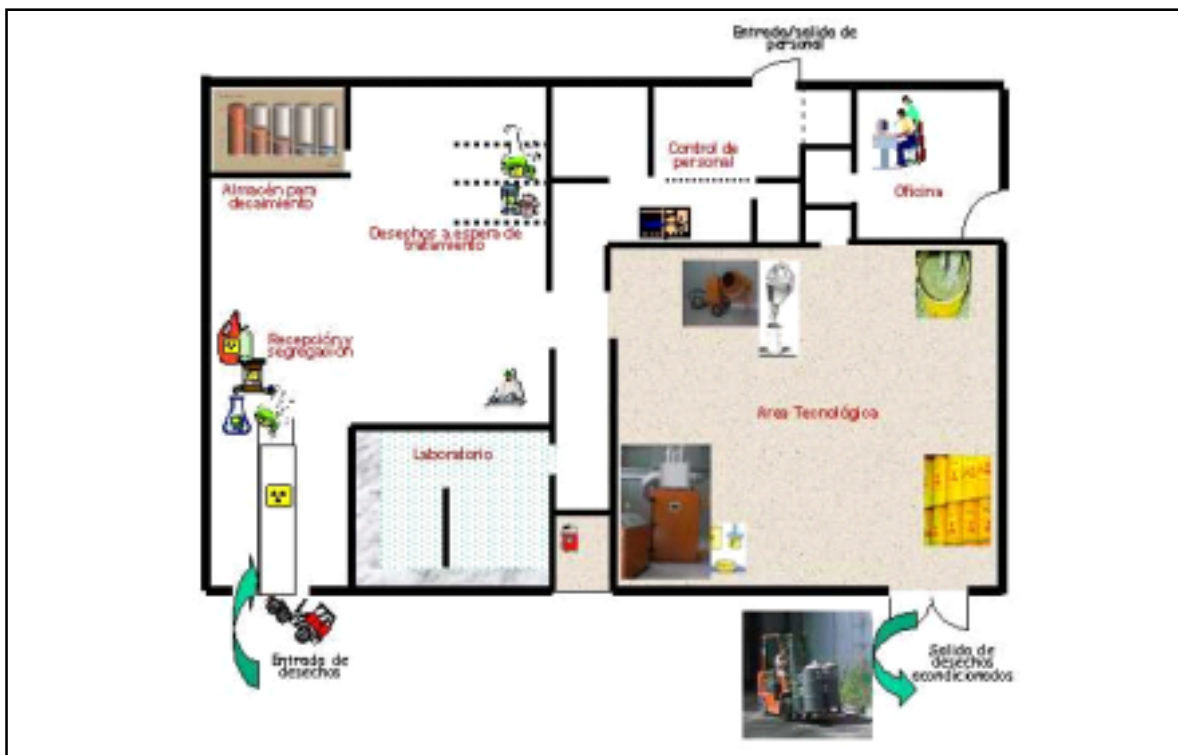 Entrada/salida de
personal
Control de
personal
Oficina
Almacén para
decaimiento
Desechos a espera de
tratamiento
Recepción y
segregación
Area Tecnológica
Laboratorio
Entrada de
desechos
Salida de
desechos
acondicionados